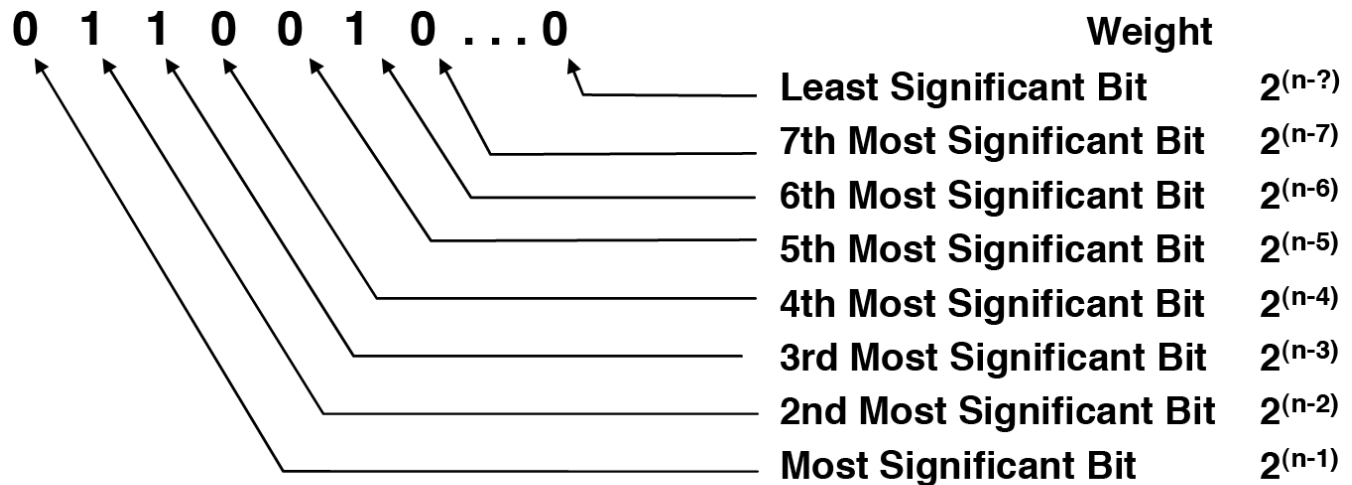 0 1 1 0 0 1 0 . . . 0 Weight
Least Significant Bit 2(n-?)
7th Most Significant Bit 2(n-7)
6th Most Significant Bit 2(n-6)
5th Most Significant Bit 2(n-5)
4th Most Significant Bit 2(n-4)
3rd Most Significant Bit 2(n-3)
2nd Most Significant Bit 2(n-2)
Most Significant Bit 2(n-1)